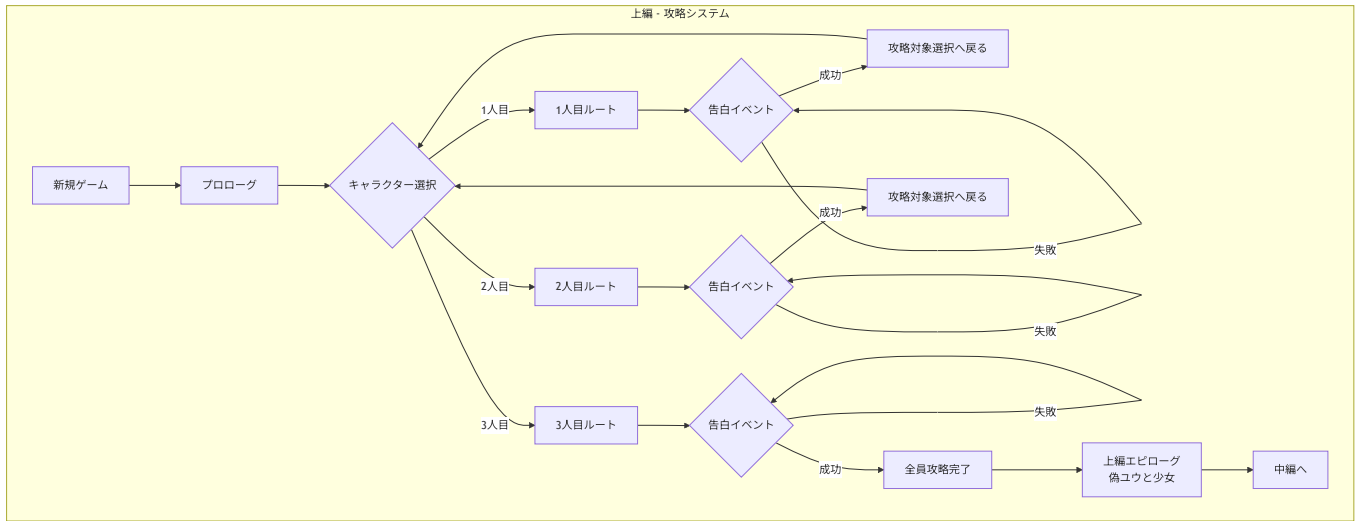 上編 - 攻略システム
新規ゲーム
プロローグ
キャラクター選択
1人目
1人目ルート
告白イベント
成功
攻略対象選択へ戻る
失敗
2人目
2人目ルート
告白イベント
成功
攻略対象選択へ戻る
失敗
3人目
3人目ルート
告白イベント
失敗
成功
全員攻略完了
上編エピローグ
偽ユウと少女
中編へ